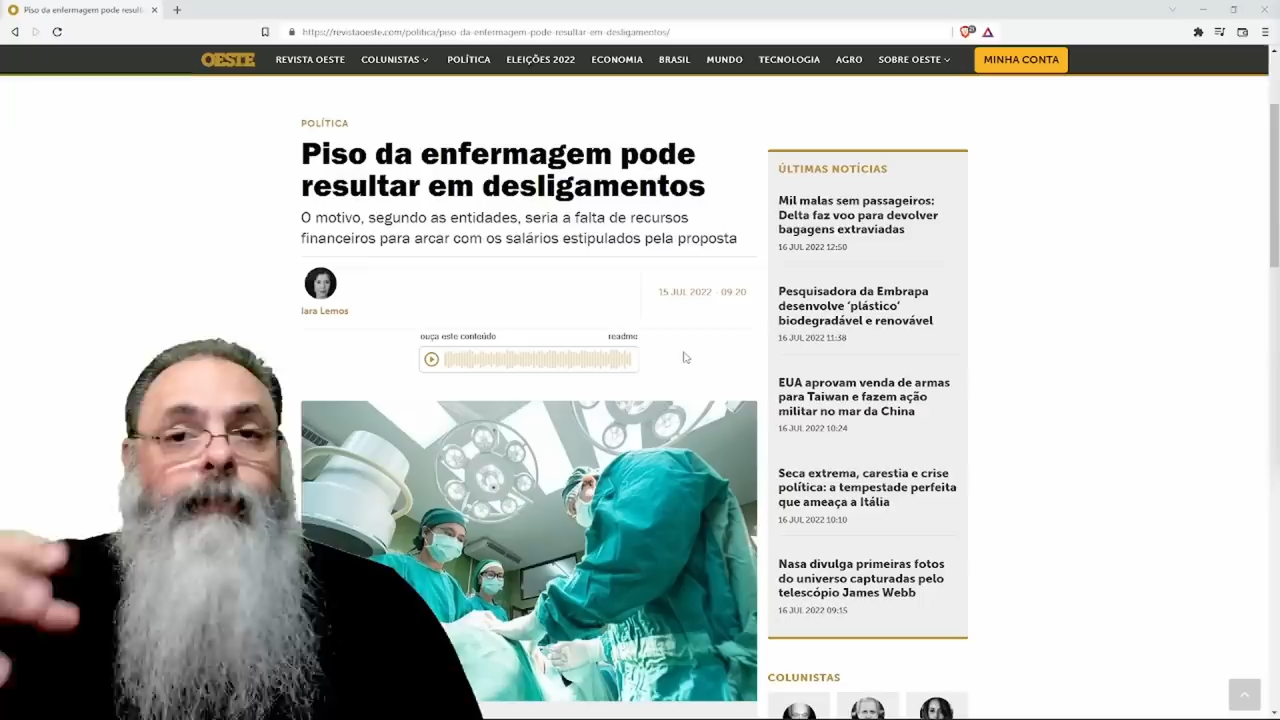 Piso da enfermagem pode result
https://revistaoeste.com/politica/piso-da-enfermagem-pode-resultar-em-desligamentos/
OESTE
REVISTA OESTE
COLUNISTAS
POLÍTICA
ELEIÇÕES 2022
ECONOMIA
BRASIL
MUNDO
TECNOLOGIA
AGRO
SOBRE OESTE
MINHA CONTA
POLÍTICA
Piso da enfermagem pode
resultar em desligamentos
O motivo, segundo as entidades, seria a falta de recursos
financeiros para arcar com os salários estipulados pela proposta
Iara Lemos
15 JUL 2022 - 09:20
ouça este conteúdo
readme
ÚLTIMAS NOTÍCIAS
Mil malas sem passageiros:
Delta faz voo para devolver
bagagens extraviadas
16 JUL 2022 12:50
Pesquisadora da Embrapa
desenvolve ‘plástico’
biodegradável e renovável
16 JUL 2022 11:38
EUA aprovam venda de armas
para Taiwan e fazem ação
militar no mar da China
16 JUL 2022 10:24
Seca extrema, carestia e crise
política: a tempestade perfeita
que ameaça a Itália
16 JUL 2022 10:10
Nasa divulga primeiras fotos
do universo capturadas pelo
telescópio James Webb
16 JUL 2022 09:15
COLUNISTAS